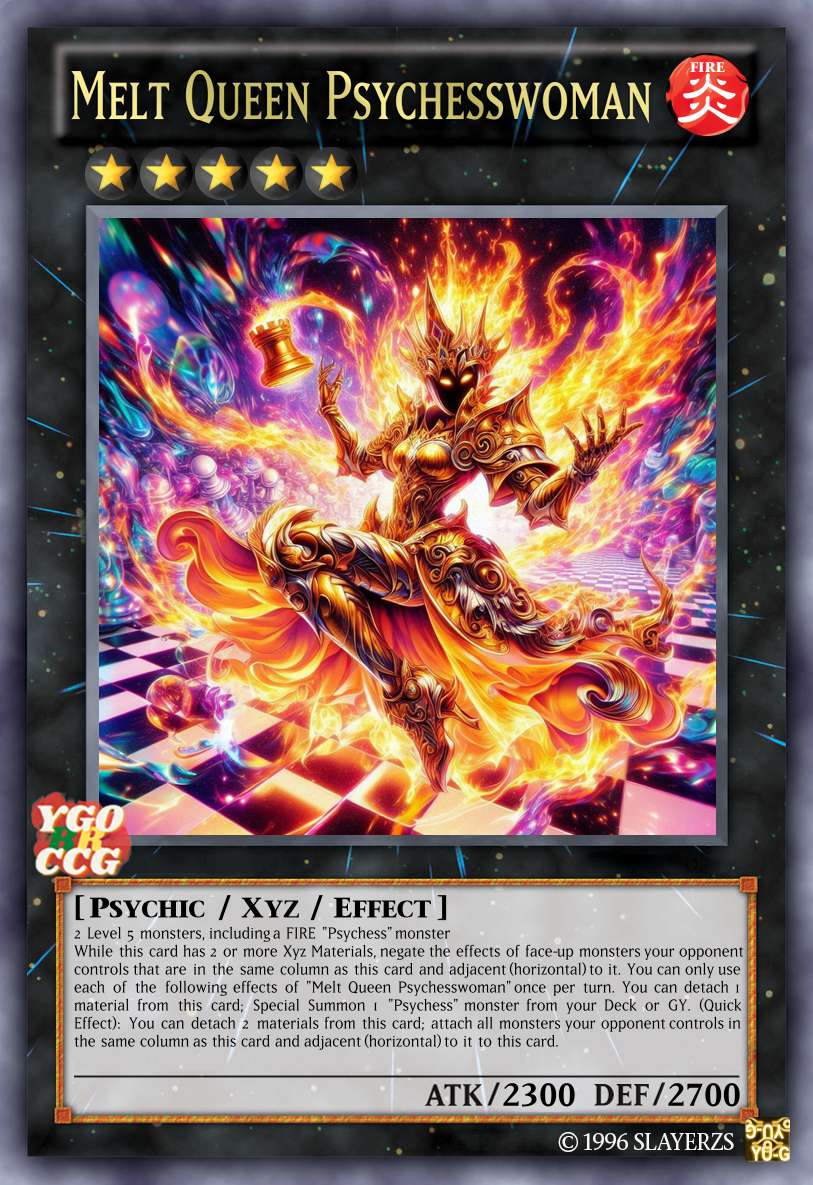 MELT QUEEN PSYCHESSWOMAN
FIRE
炎
YGO
BR
CCG
[ PSYCHIC / XYZ / EFFECT ]
2 Level 5 monsters, including a FIRE "Psychess" monster
While this card has 2 or more Xyz Materials, negate the effects of face-up monsters your opponent
controls that are in the same column as this card and adjacent (horizontal) to it. You can only use
each of the following effects of "Melt Queen Psychesswoman" once per turn. You can detach 1
material from this card; Special Summon 1 "Psychess" monster from your Deck or GY. (Quick
Effect): You can detach 2 materials from this card; attach all monsters your opponent controls in
the same column as this card and adjacent (horizontal) to it to this card.
ATK/2300 DEF/2700
© 1996 SLAYERZS
YU-G